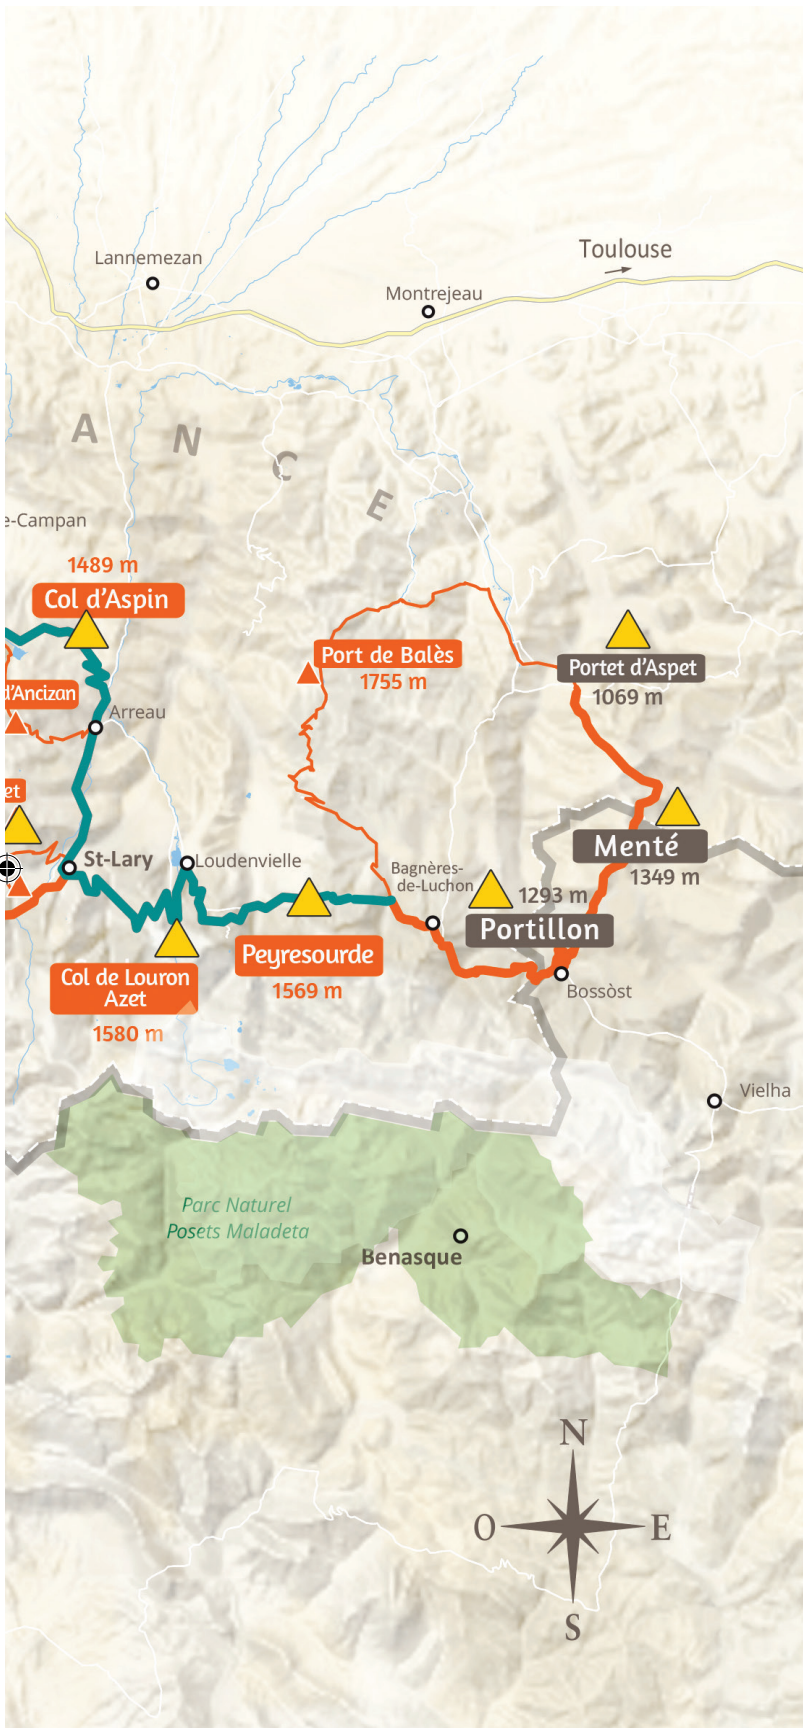 Toulouse
Lannemezan
Montrejeau
A N C E
e-Campan
1489 m
Col d'Aspin
Port de Balès
1755 m
Portet d'Aspet
1069 m
d'Ancizan
Arreau
et
St-Lary
Loudenvielle
Bagnères-
de-Luchon
Menté
1349 m
1293 m
Portillon
Peyresourde
1569 m
Col de Louron
Azet
1580 m
Bossòst
Vielha
Parc Naturel
Posets Maladeta
Benasque
N
O
E
S